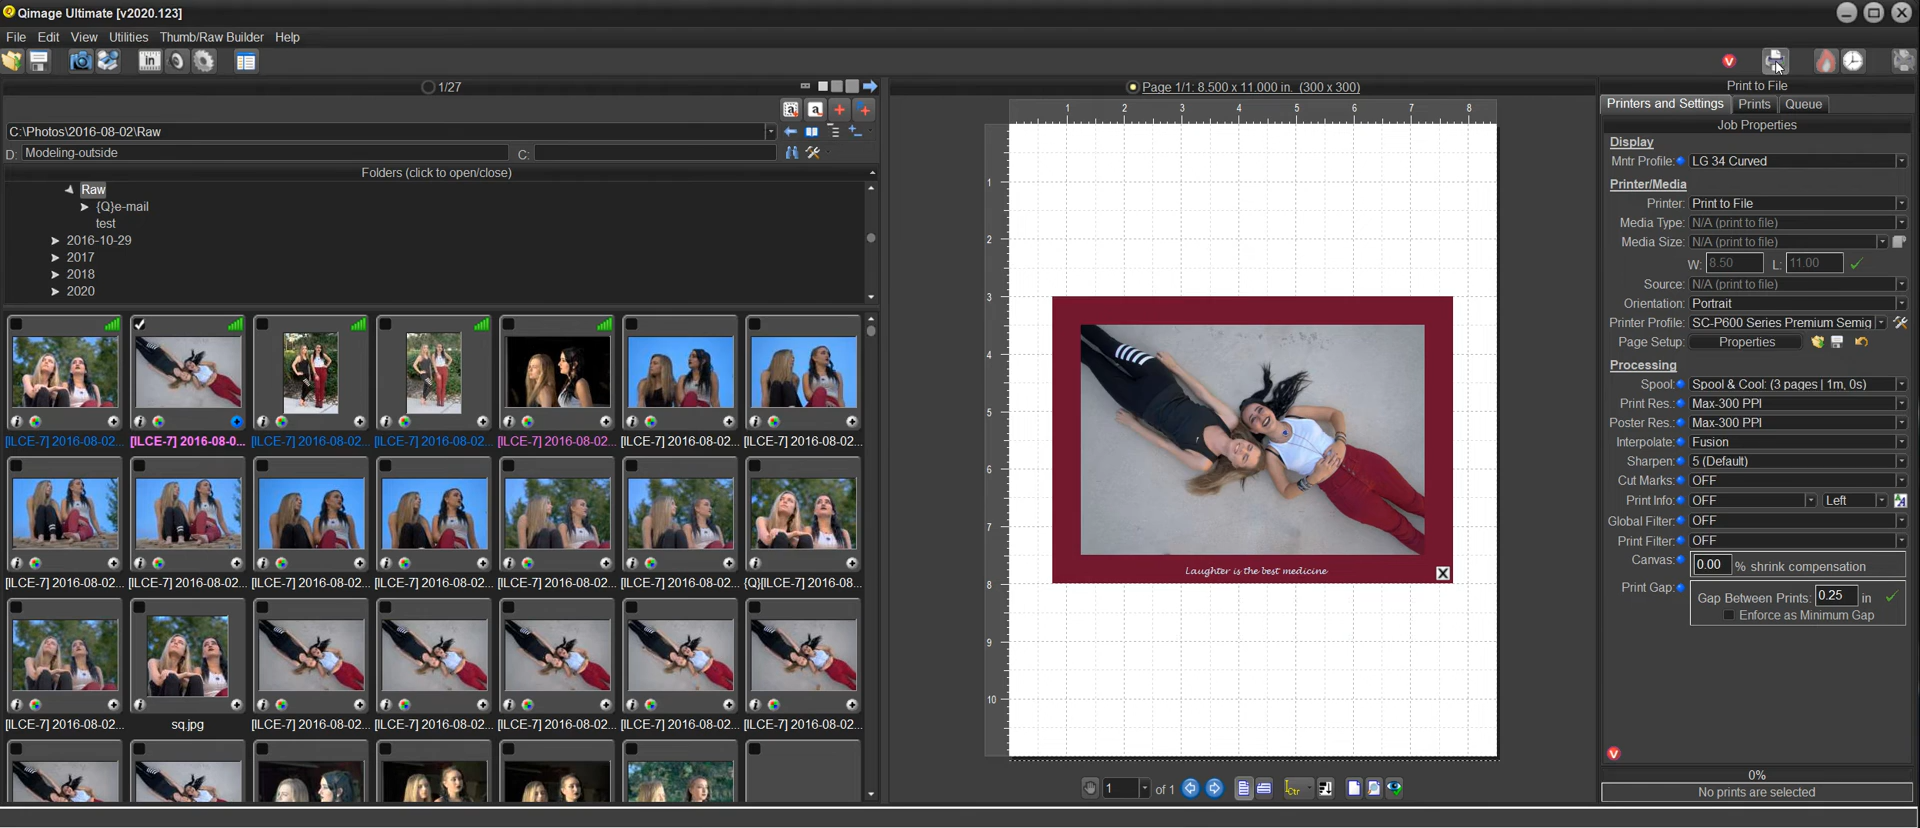 Qimage Ultimate [v2020.123]
File Edit View Utilities Thumb/Raw Builder Help
in
V
1/27
a a
C:\Photos\2016-08-02\Raw
D: Modeling-outside C:
Folders (click to open/close)
Raw
{Q}e-mail
test
2016-10-29
2017
2018
2020
[ILCE-7] 2016-08-02... [ILCE-7] 2016-08-0... [ILCE-7] 2016-08-02... [ILCE-7] 2016-08-02... [ILCE-7] 2016-08-02... [ILCE-7] 2016-08-02... [ILCE-7] 2016-08-02...
[ILCE-7] 2016-08-02... [ILCE-7] 2016-08-02... [ILCE-7] 2016-08-02... [ILCE-7] 2016-08-02... [ILCE-7] 2016-08-02... [ILCE-7] 2016-08-02... {Q}[ILCE-7] 2016-08...
[ILCE-7] 2016-08-02... sq.jpg [ILCE-7] 2016-08-02... [ILCE-7] 2016-08-02... [ILCE-7] 2016-08-02... [ILCE-7] 2016-08-02... [ILCE-7] 2016-08-02...
Page 1/1: 8.500 x 11.000 in. (300 x 300)
1 2 3 4 5 6 7 8
1
2
3
4
5
6
7
8
9
10
Laughter is the best medicine
X
1 of 1 Ctr
Print to File
Printers and Settings Prints Queue
Job Properties
Display
Mntr Profile: LG 34 Curved
Printer/Media
Printer: Print to File
Media Type: N/A (print to file)
Media Size: N/A (print to file)
W: 8.50 L: 11.00
Source: N/A (print to file)
Orientation: Portrait
Printer Profile: SC-P600 Series Premium Semig
Page Setup: Properties
Processing
Spool: Spool & Cool: (3 pages | 1m, 0s)
Print Res.: Max-300 PPI
Poster Res.: Max-300 PPI
Interpolate: Fusion
Sharpen: 5 (Default)
Cut Marks: OFF
Print Info: OFF Left
Global Filter: OFF
Print Filter: OFF
Canvas: 0.00 % shrink compensation
Print Gap: Gap Between Prints: 0.25 in
Enforce as Minimum Gap
V
0%
No prints are selected